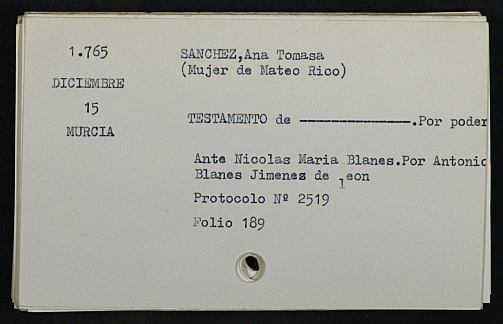 1.765
DICIEMBRE
15
MURCIA
SANCHEZ,Ana Tomasa
(Mujer de Mateo Rico)
TESTAMENTO de ---------------.Por poder
Ante Nicolas Maria Blanes.Por Antonio
Blanes Jimenez de leon
Protocolo Nº 2519
Folio 189